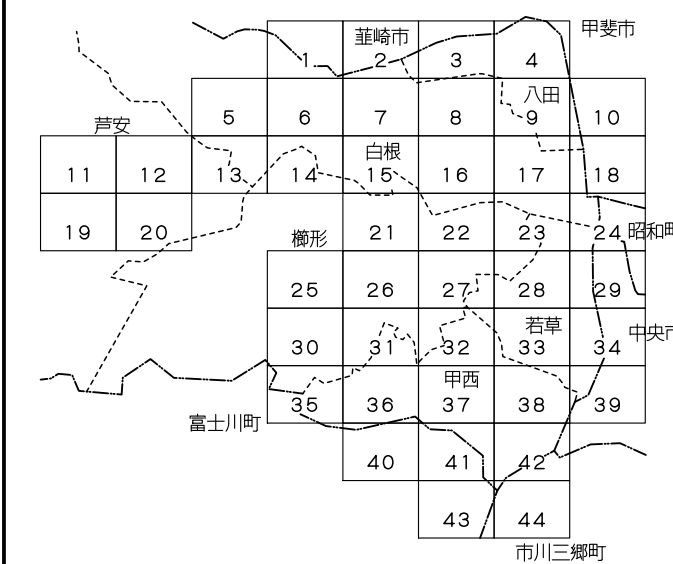 甲斐市
韮崎市
1 2 3 4
八田
5 6 7 8 9 10
芦安
白根
11 12 13 14 15 16 17 18
19 20 21 22 23 24 昭和町
櫛形
25 26 27 28 29
若草
中央市
30 31 32 33 34
甲西
35 36 37 38 39
富士川町
40 41 42
43 44
市川三郷町